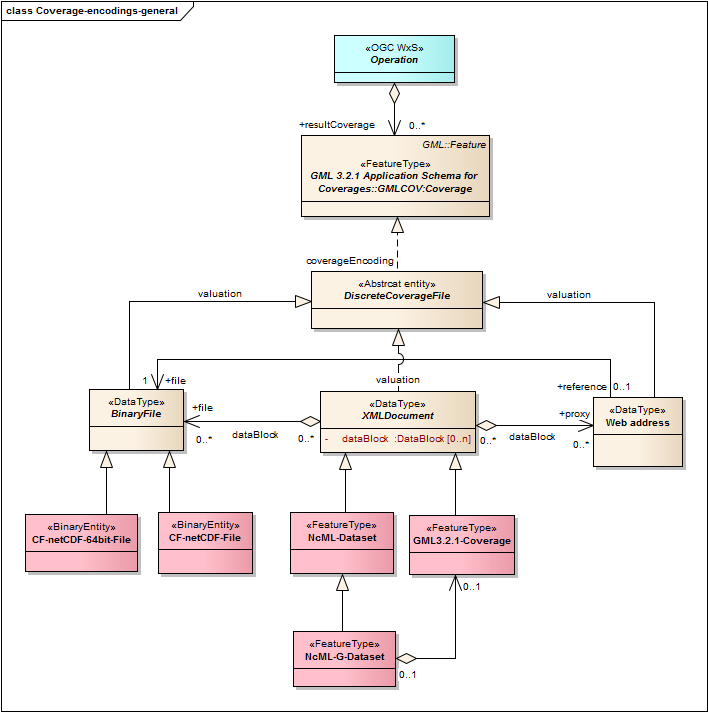 class Coverage-encodings-general
«OGC WxS»
Operation
+resultCoverage
0..*
GML::Feature
«FeatureType»
GML 3.2.1 Application Schema for
Coverages::GMLCOV:Coverage
coverageEncoding
«Abstrcat entity»
DiscreteCoverageFile
valuation
valuation
valuation
1
+file
+reference
0..1
«DataType»
BinaryFile
+file
0..*
dataBlock
0..*
«DataType»
XMLDocument
- dataBlock :DataBlock [0..n]
0..*
dataBlock
+proxy
0..*
«DataType»
Web address
«BinaryEntity»
CF-netCDF-64bit-File
«BinaryEntity»
CF-netCDF-File
«FeatureType»
NcML-Dataset
«FeatureType»
GML3.2.1-Coverage
0..1
«FeatureType»
NcML-G-Dataset
0..1